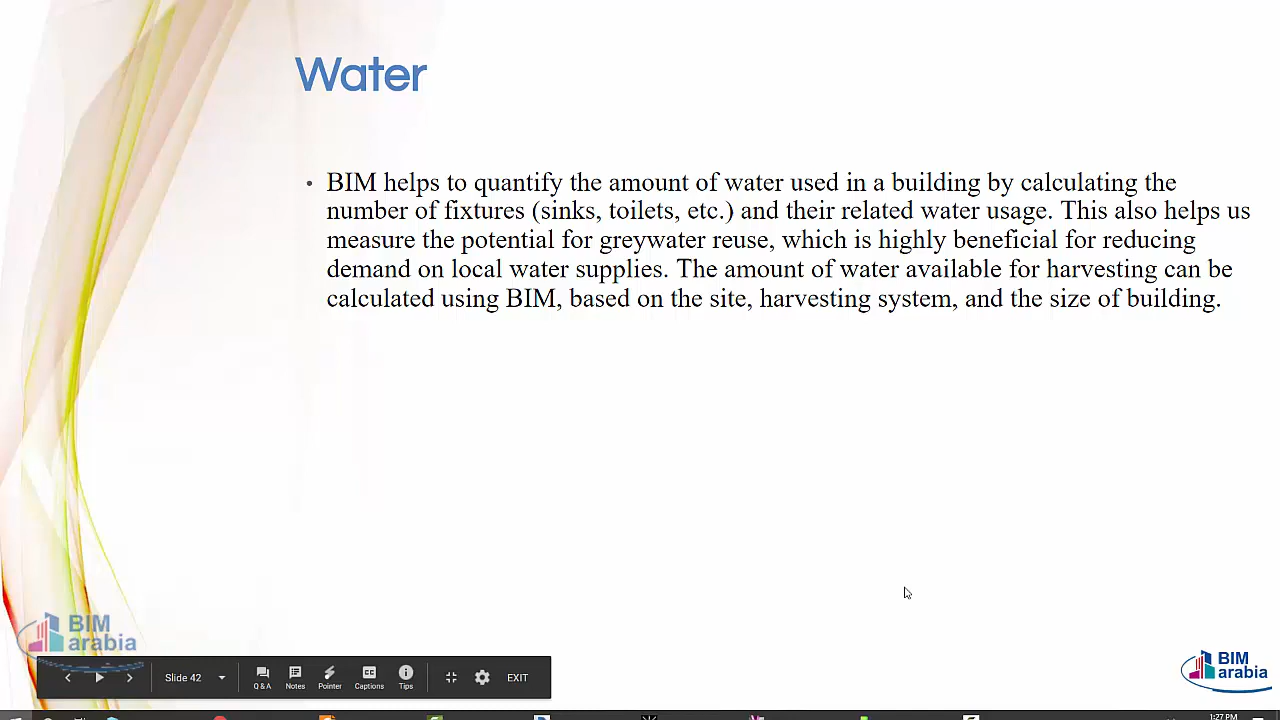 Water
• BIM helps to quantify the amount of water used in a building by calculating the
number of fixtures (sinks, toilets, etc.) and their related water usage. This also helps us
measure the potential for greywater reuse, which is highly beneficial for reducing
demand on local water supplies. The amount of water available for harvesting can be
calculated using BIM, based on the site, harvesting system, and the size of building.
BIM
arabia
Slide 42
Q & A
Notes
Pointer
Captions
Tips
EXIT
BIM
arabia
1:27 PM